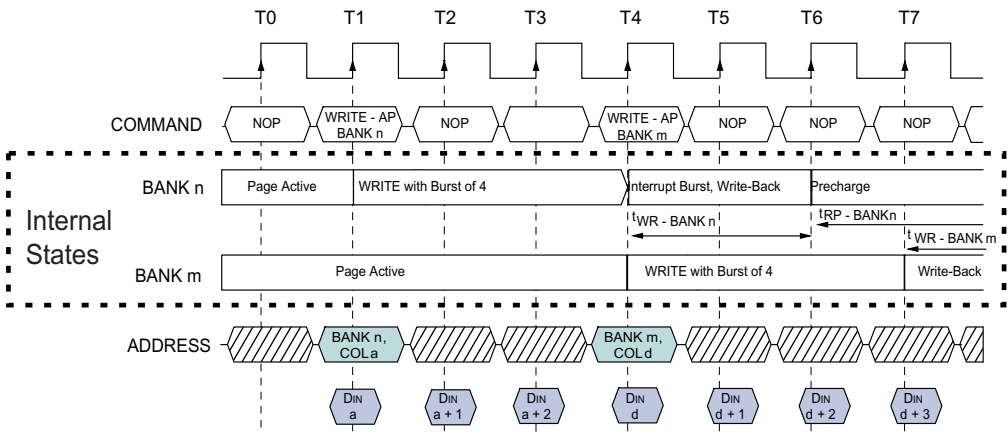 T0 T1 T2 T3 T4 T5 T6 T7
COMMAND NOP WRITE - AP BANK n NOP WRITE - AP BANK m NOP NOP NOP
Internal States
BANK n Page Active WRITE with Burst of 4 Interrupt Burst, Write-Back Precharge
tWR - BANK n tRP - BANK n
t WR - BANK m
BANK m Page Active WRITE with Burst of 4 Write-Back
ADDRESS BANK n, COL a BANK m, COL d
DIN a DIN a + 1 DIN a + 2 DIN d DIN d + 1 DIN d + 2 DIN d + 3